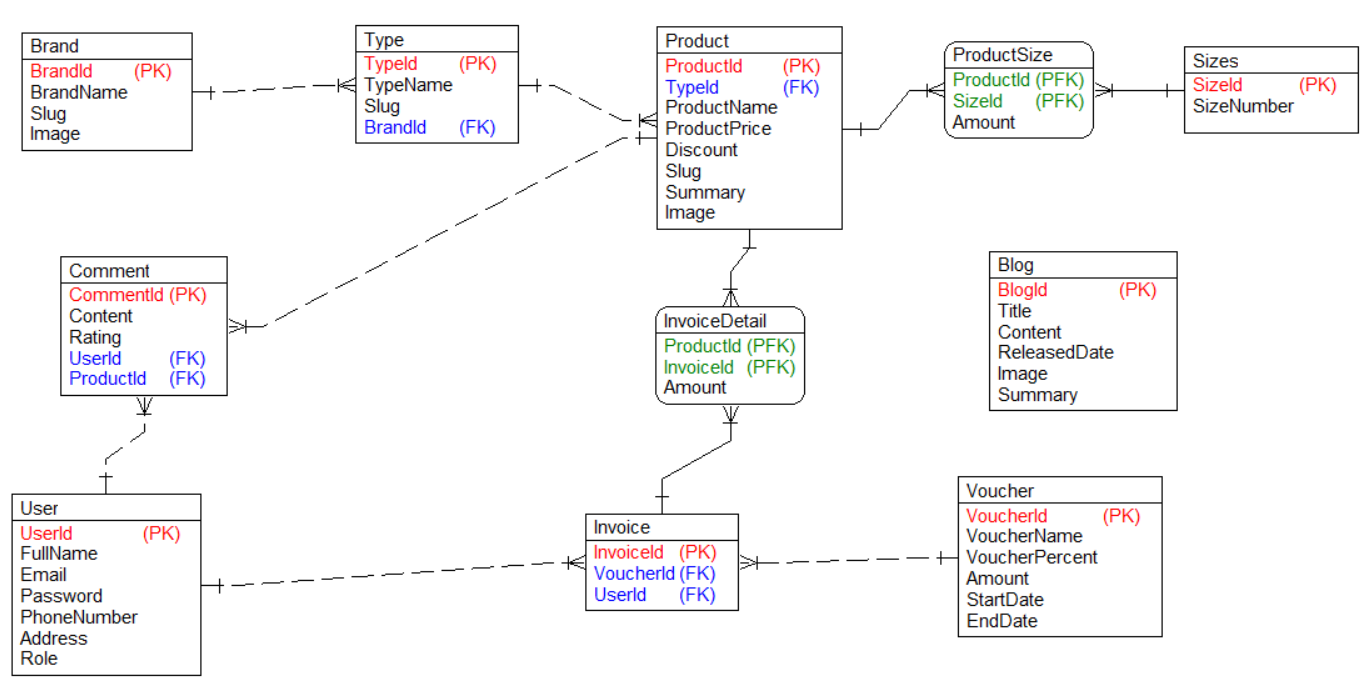 Brand
BrandId (PK)
BrandName
Slug
Image
Type
TypeId (PK)
TypeName
Slug
BrandId (FK)
Product
ProductId (PK)
TypeId (FK)
ProductName
ProductPrice
Discount
Slug
Summary
Image
ProductSize
ProductId (PFK)
SizeId (PFK)
Amount
Sizes
SizeId (PK)
SizeNumber
Comment
CommentId (PK)
Content
Rating
UserId (FK)
ProductId (FK)
InvoiceDetail
ProductId (PFK)
InvoiceId (PFK)
Amount
Blog
BlogId (PK)
Title
Content
ReleasedDate
Image
Summary
User
UserId (PK)
FullName
Email
Password
PhoneNumber
Address
Role
Invoice
InvoiceId (PK)
VoucherId (FK)
UserId (FK)
Voucher
VoucherId (PK)
VoucherName
VoucherPercent
Amount
StartDate
EndDate